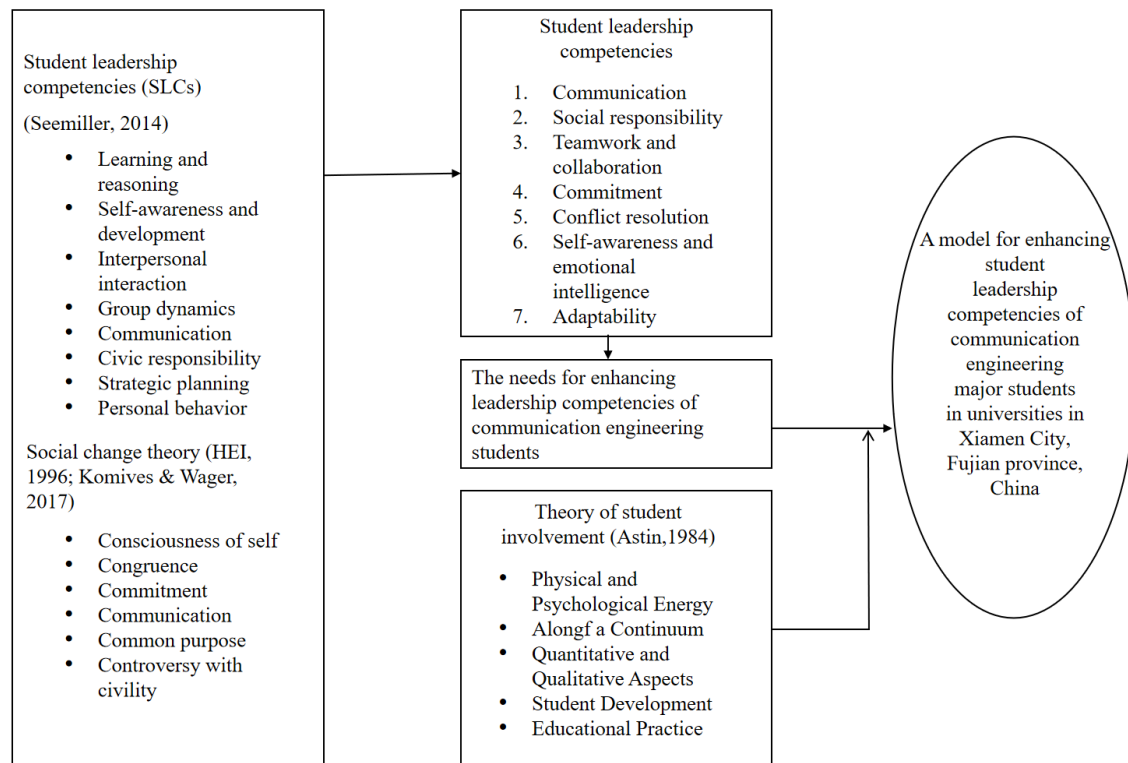 Student leadership
competencies (SLCs)
(Seemiller, 2014)
• Learning and
reasoning
• Self-awareness and
development
• Interpersonal
interaction
• Group dynamics
• Communication
• Civic responsibility
• Strategic planning
• Personal behavior
Social change theory (HEI,
1996; Komives & Wager,
2017)
• Consciousness of self
• Congruence
• Commitment
• Communication
• Common purpose
• Controversy with
civility
Student leadership
competencies
1. Communication
2. Social responsibility
3. Teamwork and
collaboration
4. Commitment
5. Conflict resolution
6. Self-awareness and
emotional
intelligence
7. Adaptability
The needs for enhancing
leadership competencies of
communication engineering
students
Theory of student
involvement (Astin,1984)
• Physical and
Psychological Energy
• Alongf a Continuum
• Quantitative and
Qualitative Aspects
• Student Development
• Educational Practice
A model for enhancing
student
leadership
competencies of
communication
engineering
major students
in universities in
Xiamen City,
Fujian province,
China